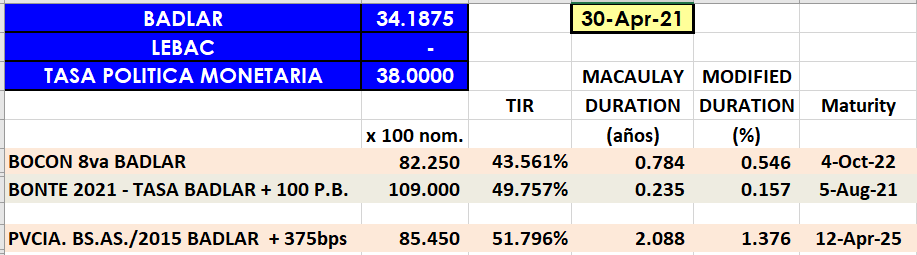 BADLAR 34.1875 30-Apr-21
LEBAC -
TASA POLITICA MONETARIA 38.0000 MACAULAY MODIFIED
TIR DURATION DURATION Maturity
x 100 nom. (años) (%)
BOCON 8va BADLAR 82.250 43.561% 0.784 0.546 4-Oct-22
BONTE 2021 - TASA BADLAR + 100 P.B. 109.000 49.757% 0.235 0.157 5-Aug-21
PVCIA. BS.AS./2015 BADLAR + 375bps 85.450 51.796% 2.088 1.376 12-Apr-25